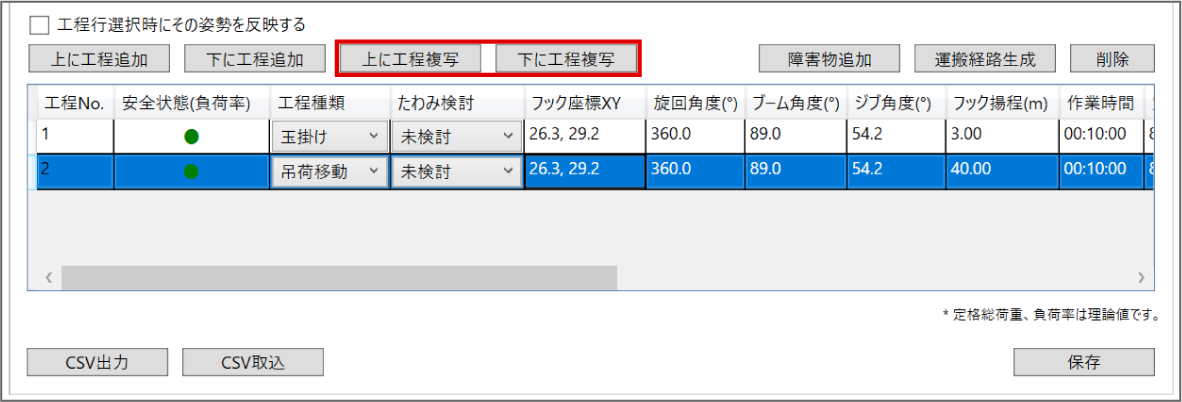 工程行選択時にその姿勢を反映する
上に工程追加 下に工程追加 上に工程複写 下に工程複写 障害物追加 運搬経路生成 削除
工程No. 安全状態(負荷率) 工程種類 たわみ検討 フック座標XY 旋回角度(°) ブーム角度(°) ジブ角度(°) フック揚程(m) 作業時間
1 玉掛け 未検討 26.3, 29.2 360.0 89.0 54.2 3.00 00:10:00
2 吊荷移動 未検討 26.3, 29.2 360.0 89.0 54.2 40.00 00:10:00
* 定格総荷重、負荷率は理論値です。
CSV出力 CSV取込 保存